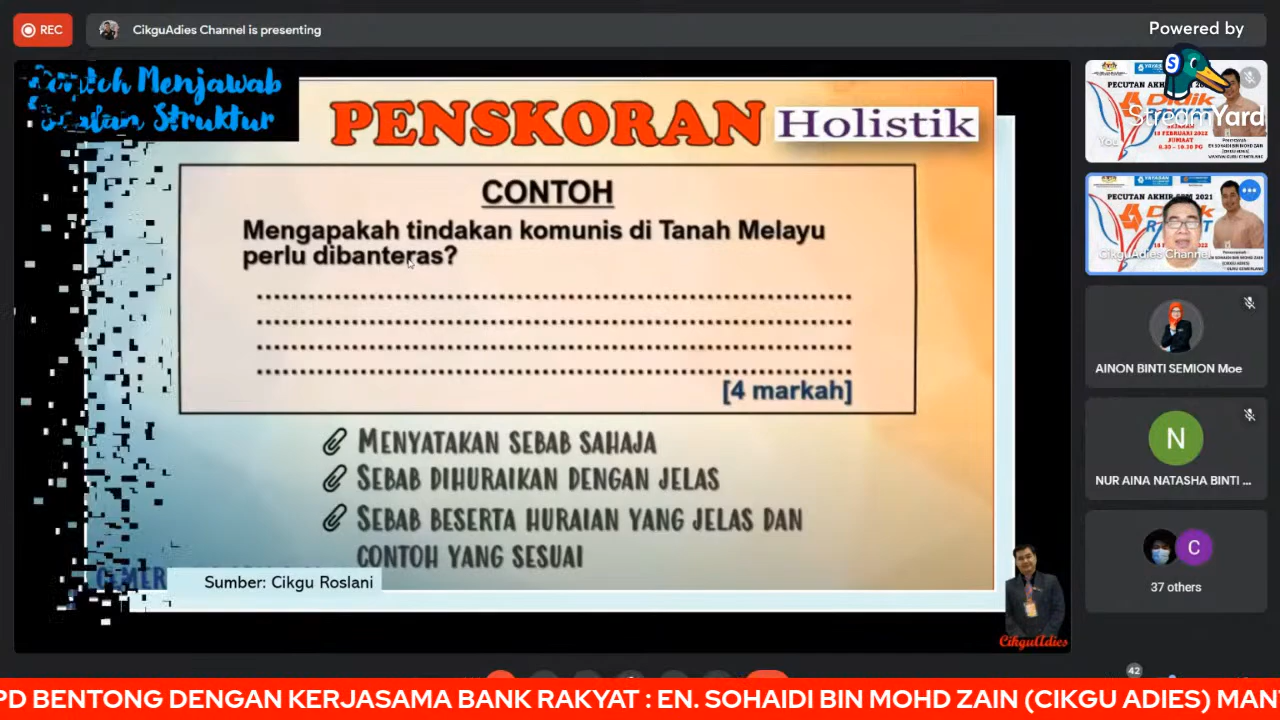 REC
CikguAdies Channel is presenting
Powered by
StreamYard
Contoh Menjawab
Soalan Struktur
PENSKORAN Holistik
CONTOH
Mengapakah tindakan komunis di Tanah Melayu
perlu dibanteras?
[4 markah]
MENYATAKAN SEBAB SAHAJA
SEBAB DIHURAIKAN DENGAN JELAS
SEBAB BESERTA HURAIAN YANG JELAS DAN
CONTOH YANG SESUAI
Sumber: Cikgu Roslani
CikguAdies
You
PECUTAN AKHIR SPM 2021
CikguAdies Channel
AINON BINTI SEMION Moe
N
NUR AINA NATASHA BINTI ...
C
37 others
42
PD BENTONG DENGAN KERJASAMA BANK RAKYAT : EN. SOHAIDI BIN MOHD ZAIN (CIKGU ADIES) MAN